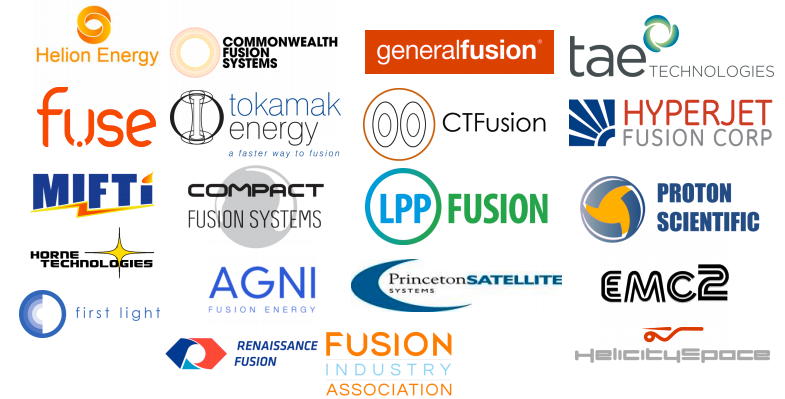 Helion Energy
COMMONWEALTH
FUSION
SYSTEMS
generalfusion®
tae TECHNOLOGIES
fuse
tokamak
energy
a faster way to fusion
CTFusion
HYPERJET
FUSION CORP
MIFTi
COMPACT
FUSION SYSTEMS
LPP FUSION
PROTON
SCIENTIFIC
HORNE
TECHNOLOGIES
AGNI
FUSION ENERGY
PrincetonSATELLITE
SYSTEMS
EMC2
first light
RENAISSANCE
FUSION
FUSION
INDUSTRY
ASSOCIATION
HelicitySpace